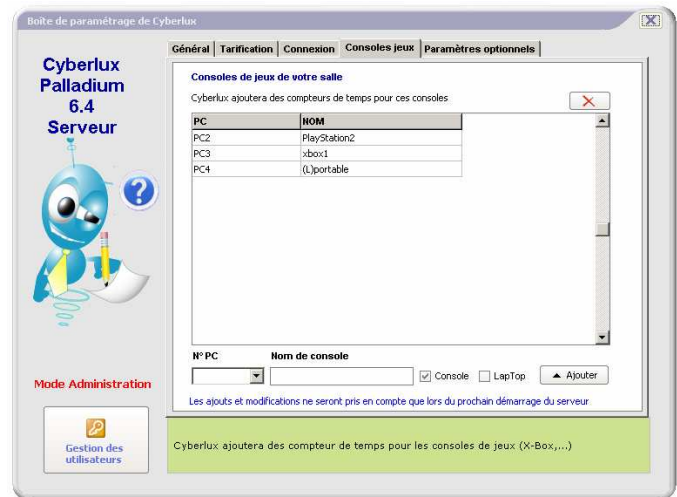 Boîte de paramétrage de Cyberlux
Cyberlux
Palladium
6.4
Serveur
Général Tarification Connexion Consoles jeux Paramètres optionnels
Consoles de jeux de votre salle
Cyberlux ajoutera des compteurs de temps pour ces consoles
PC NOM
PC2 PlayStation2
PC3 xbox1
PC4 (L)portable
N° PC Nom de console
Console LapTop Ajouter
Les ajouts et modifications ne seront pris en compte que lors du prochain démarrage du serveur
Mode Administration
Gestion des
utilisateurs
Cyberlux ajoutera des compteur de temps pour les consoles de jeux (X-Box,...)